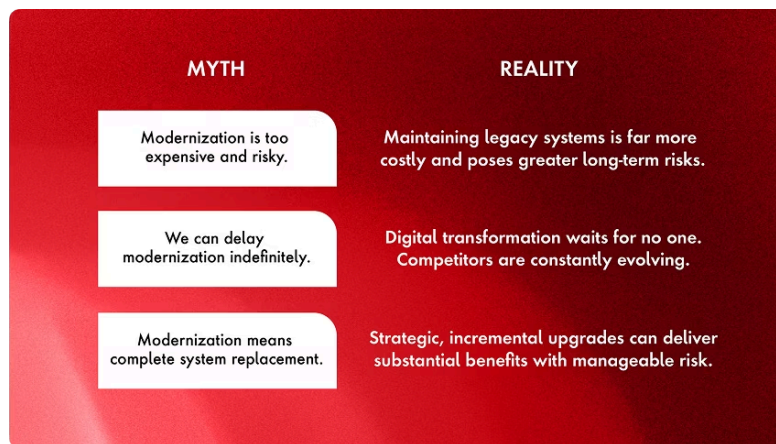 MYTH
REALITY
Modernization is too
expensive and risky.
Maintaining legacy systems is far more
costly and poses greater long-term risks.
We can delay
modernization indefinitely.
Digital transformation waits for no one.
Competitors are constantly evolving.
Modernization means
complete system replacement.
Strategic, incremental upgrades can deliver
substantial benefits with manageable risk.